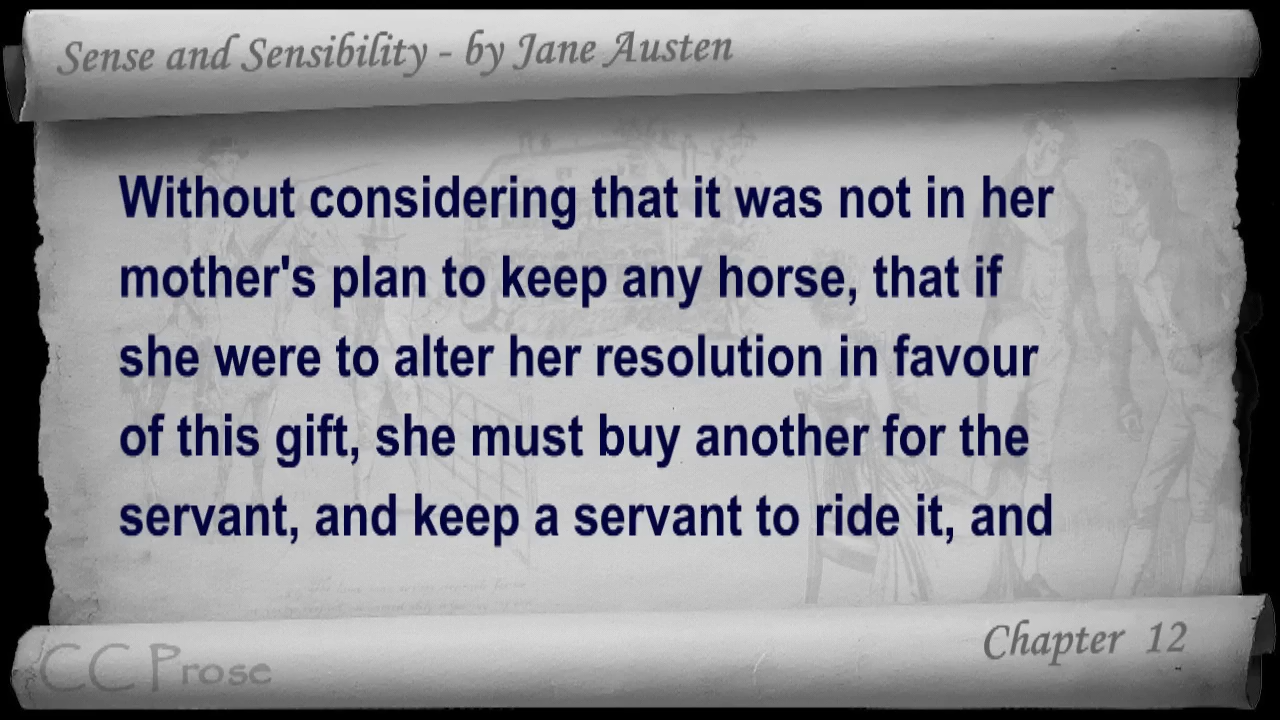 Sense and Sensibility - by Jane Austen
Without considering that it was not in her
mother's plan to keep any horse, that if
she were to alter her resolution in favour
of this gift, she must buy another for the
servant, and keep a servant to ride it, and
Chapter 12
CC Prose